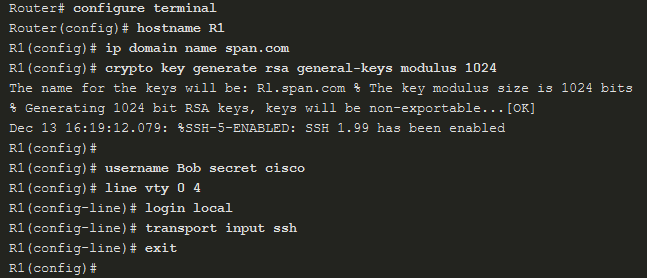 Router# configure terminal
Router(config)# hostname R1
R1(config)# ip domain name span.com
R1(config)# crypto key generate rsa general-keys modulus 1024
The name for the keys will be: Rl.span.com % The key modulus size is 1024 bits
% Generating 1024 bit RSA keys, keys will be non-exportable...[OK]
Dec 13 16:19:12.079: %SSH-5-ENABLED: SSH 1.99 has been enabled
R1(config)#
R1(config)# username Bob secret cisco
R1(config)# line vty 0 4
R1(config-line)# login local
R1(config-line)# transport input ssh
R1(config-line)# exit
R1(config)#